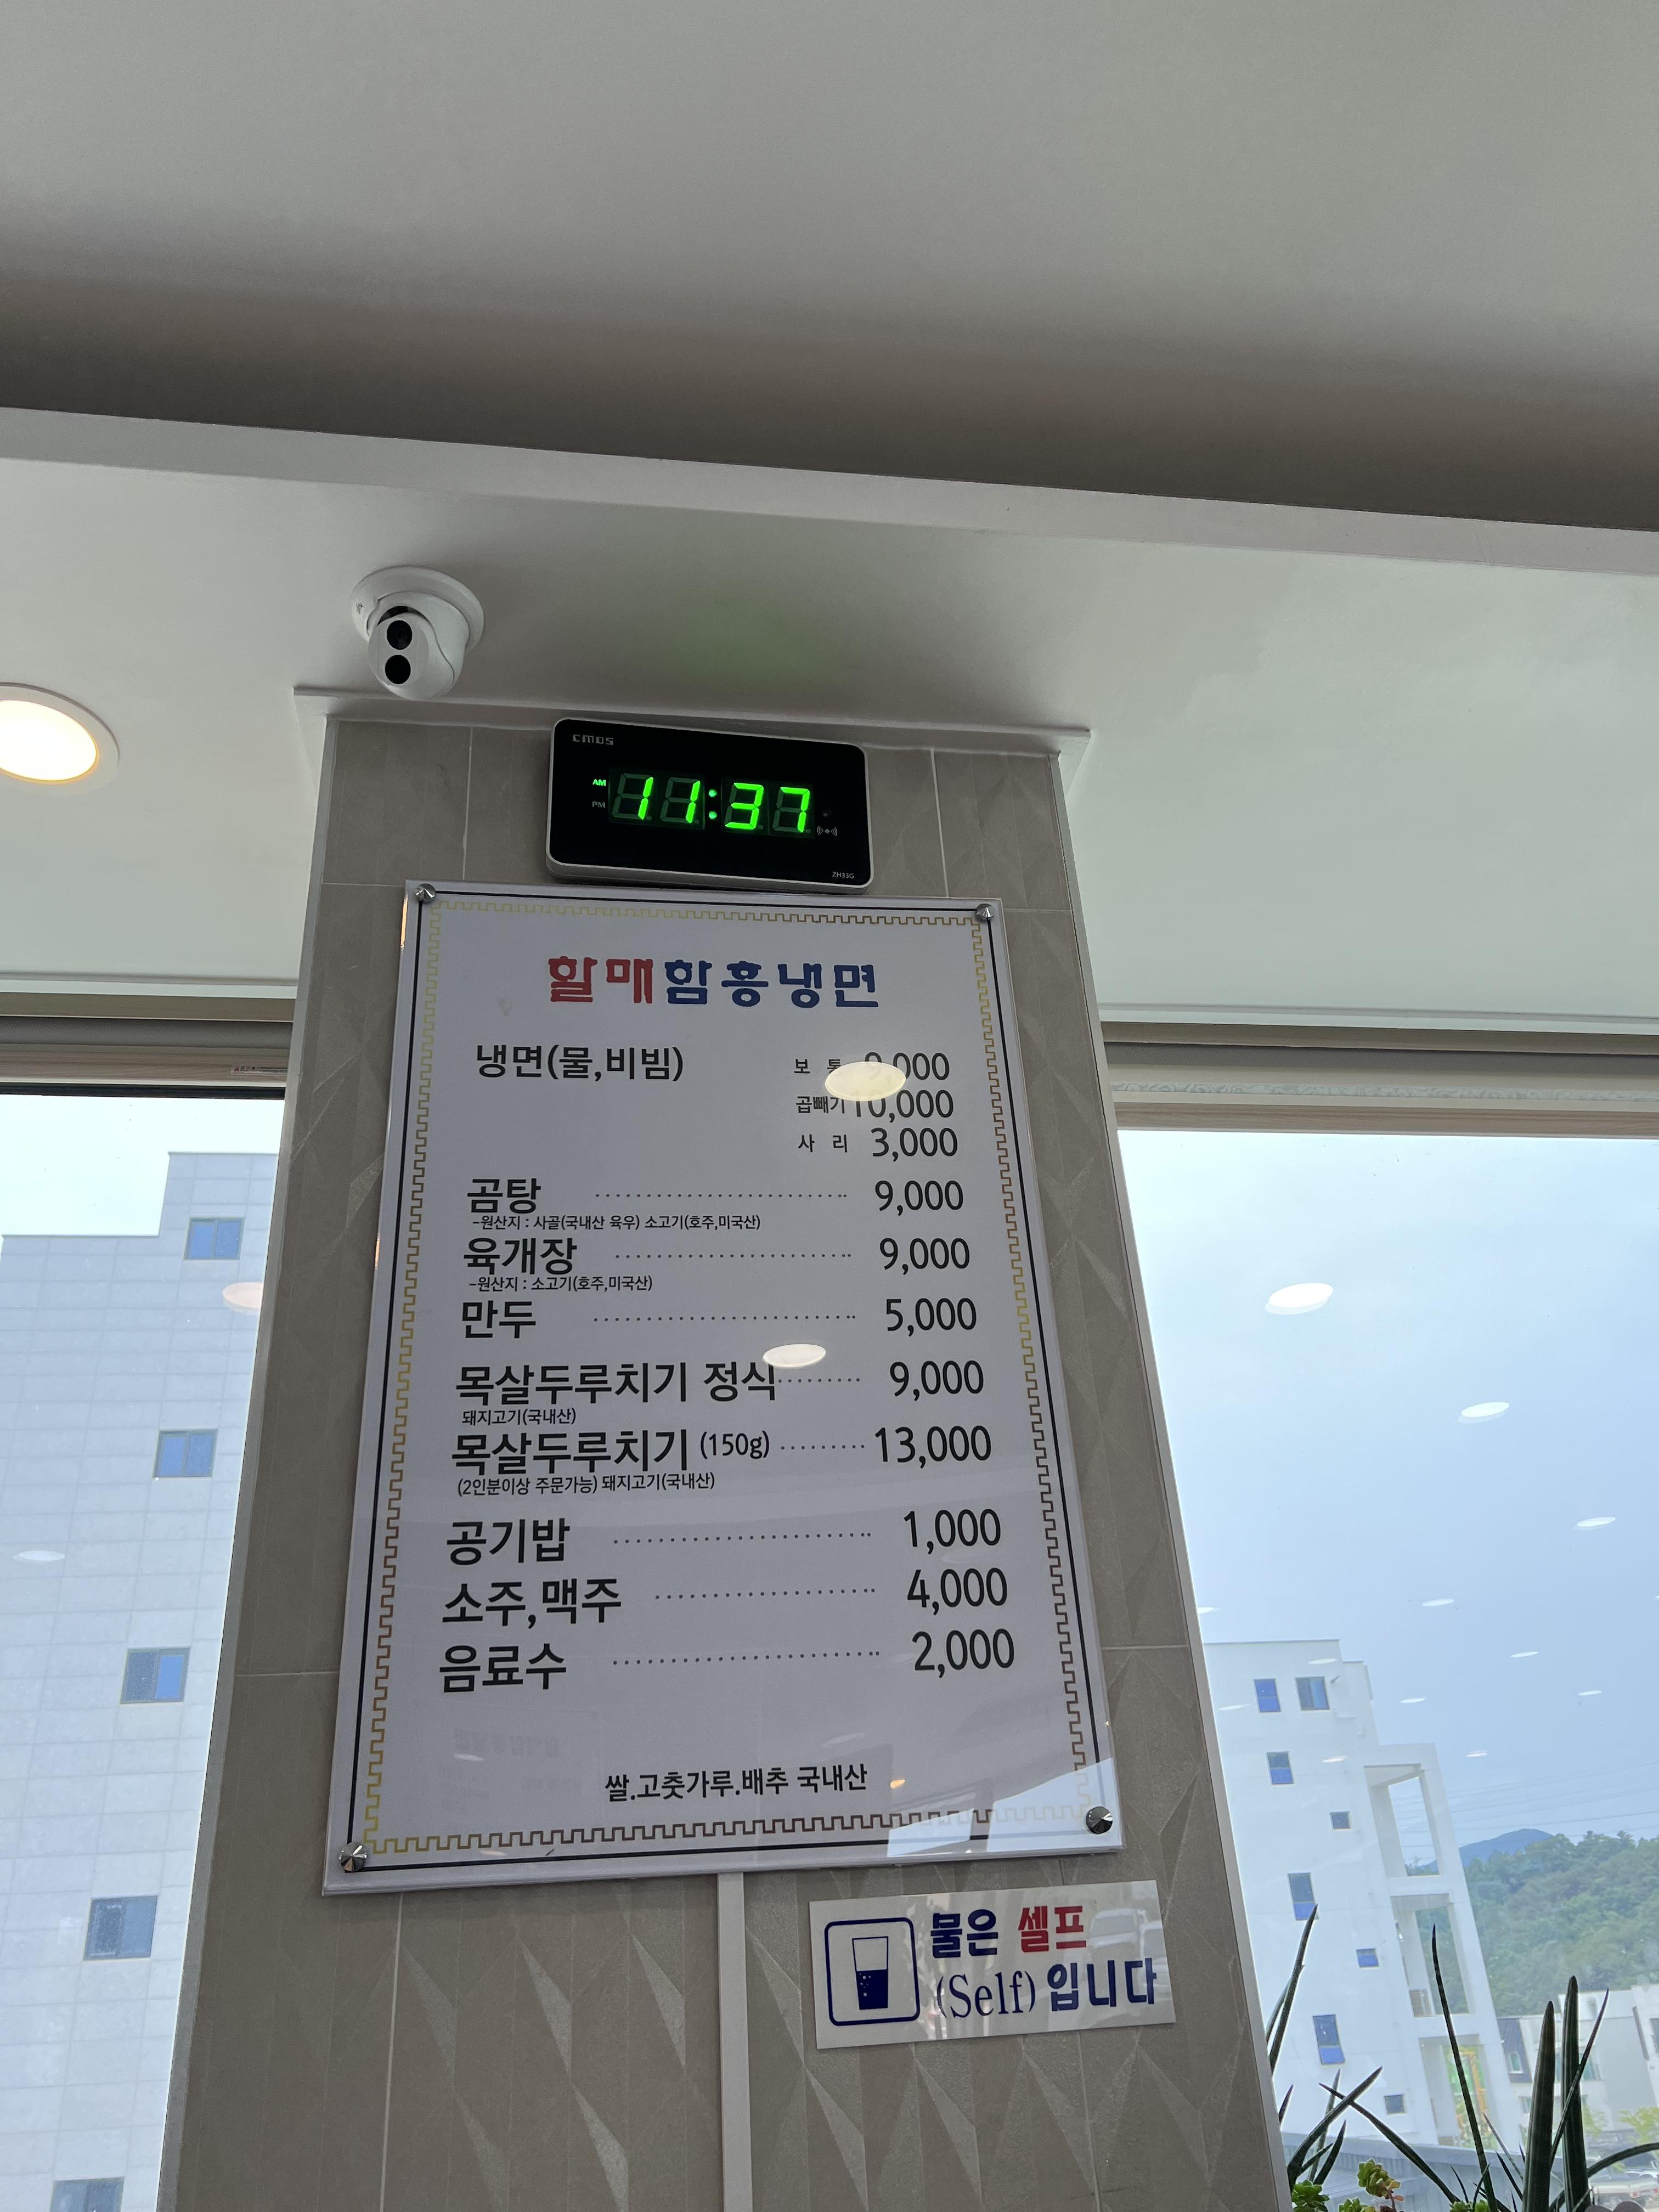 CMOS
AM
PM
11:37
ZH33G
할매함흥냉면
냉면(물,비빔) 보 통 9,000
곱빼기 10,000
사 리 3,000
곰탕 9,000
-원산지 : 사골(국내산 육우) 소고기(호주,미국산)
육개장 9,000
-원산지 : 소고기(호주,미국산)
만두 5,000
목살두루치기 정식 9,000
돼지고기(국내산)
목살두루치기 (150g) 13,000
(2인분이상 주문가능) 돼지고기(국내산)
공기밥 1,000
소주,맥주 4,000
음료수 2,000
쌀.고춧가루.배추 국내산
물은 셀프
(Self) 입니다